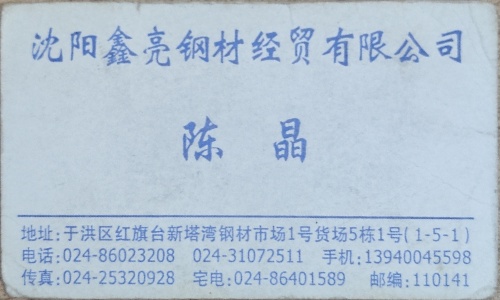 沈阳鑫亮钢材经贸有限公司
陈 晶
地址:于洪区红旗台新塔湾钢材市场1号货场5栋1号(1-5-1)
电话:024-86023208 024-31072511 手机:13940045598
传真:024-25320928 宅电:024-86401589 邮编:110141